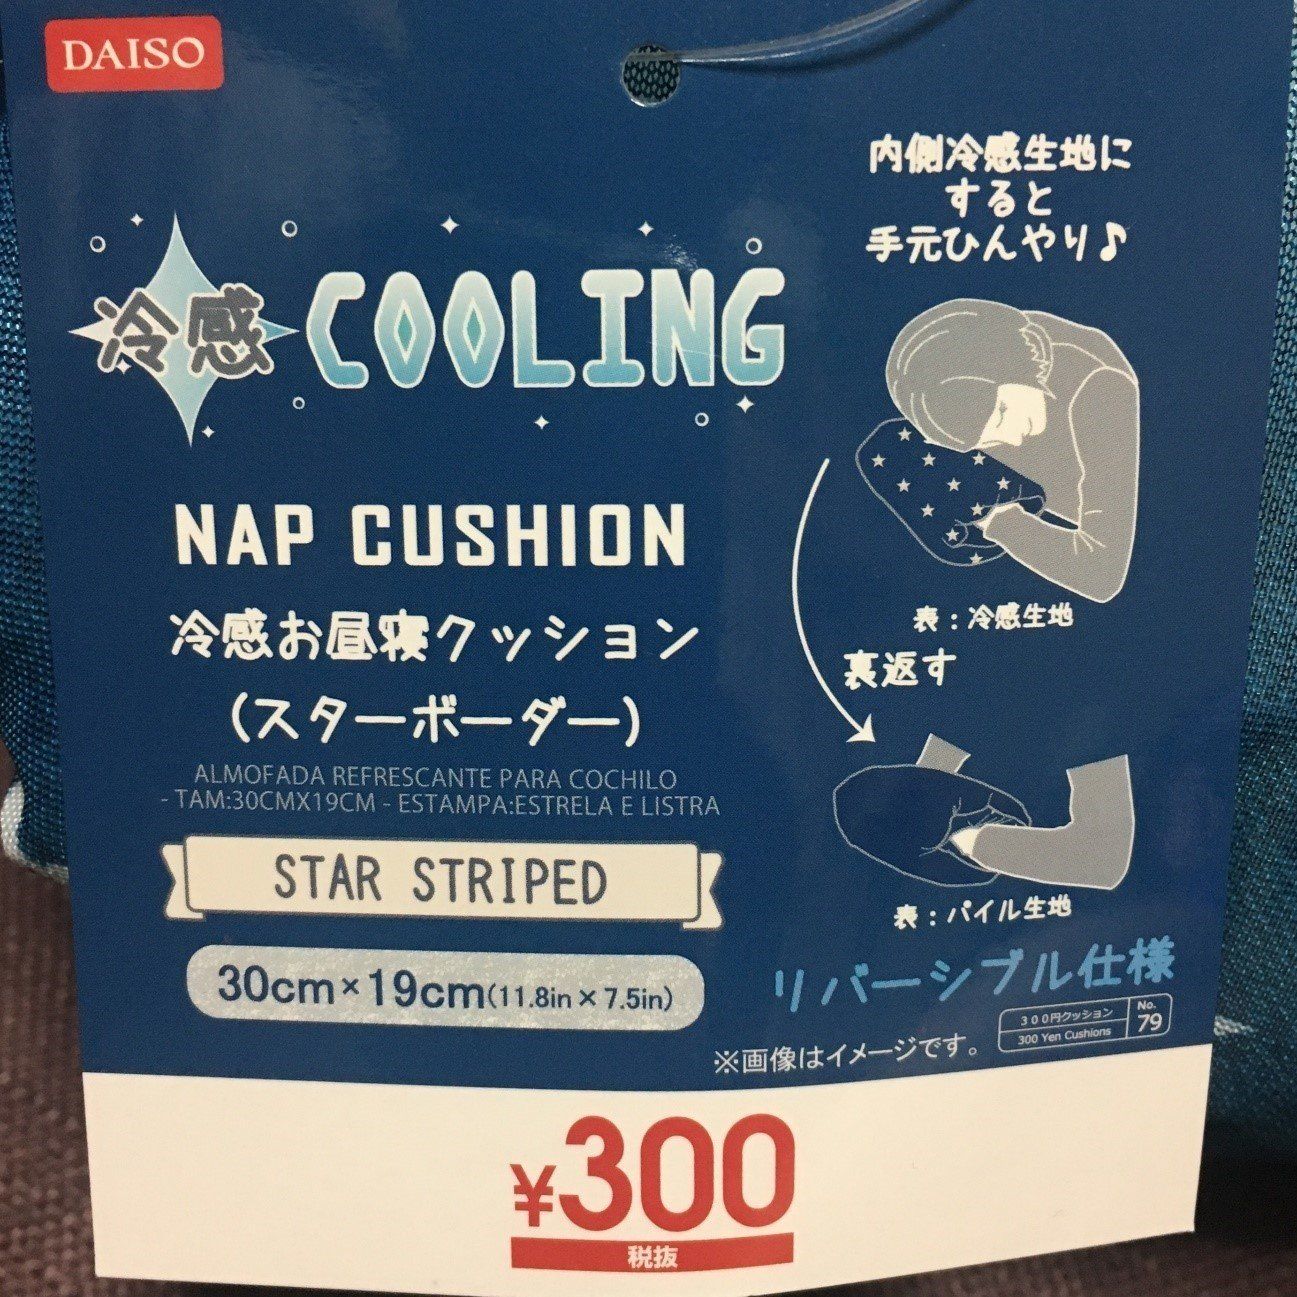 DAISO
冷感 COOLING
NAP CUSHION
冷感お昼寝クッション
(スターボーダー)
ALMOFADA REFRESCANTE PARA COCHILO
- TAM:30CMX19CM - ESTAMPA:ESTRELA E LISTRA
STAR STRIPED
30cm×19cm(11.8in×7.5in)
内側冷感生地に
すると
手元ひんやり♪
表:冷感生地
裏返す
表:パイル生地
リバーシブル仕様
300円クッション
300 Yen Cushions
No.
79
※画像はイメージです。
¥300
税抜